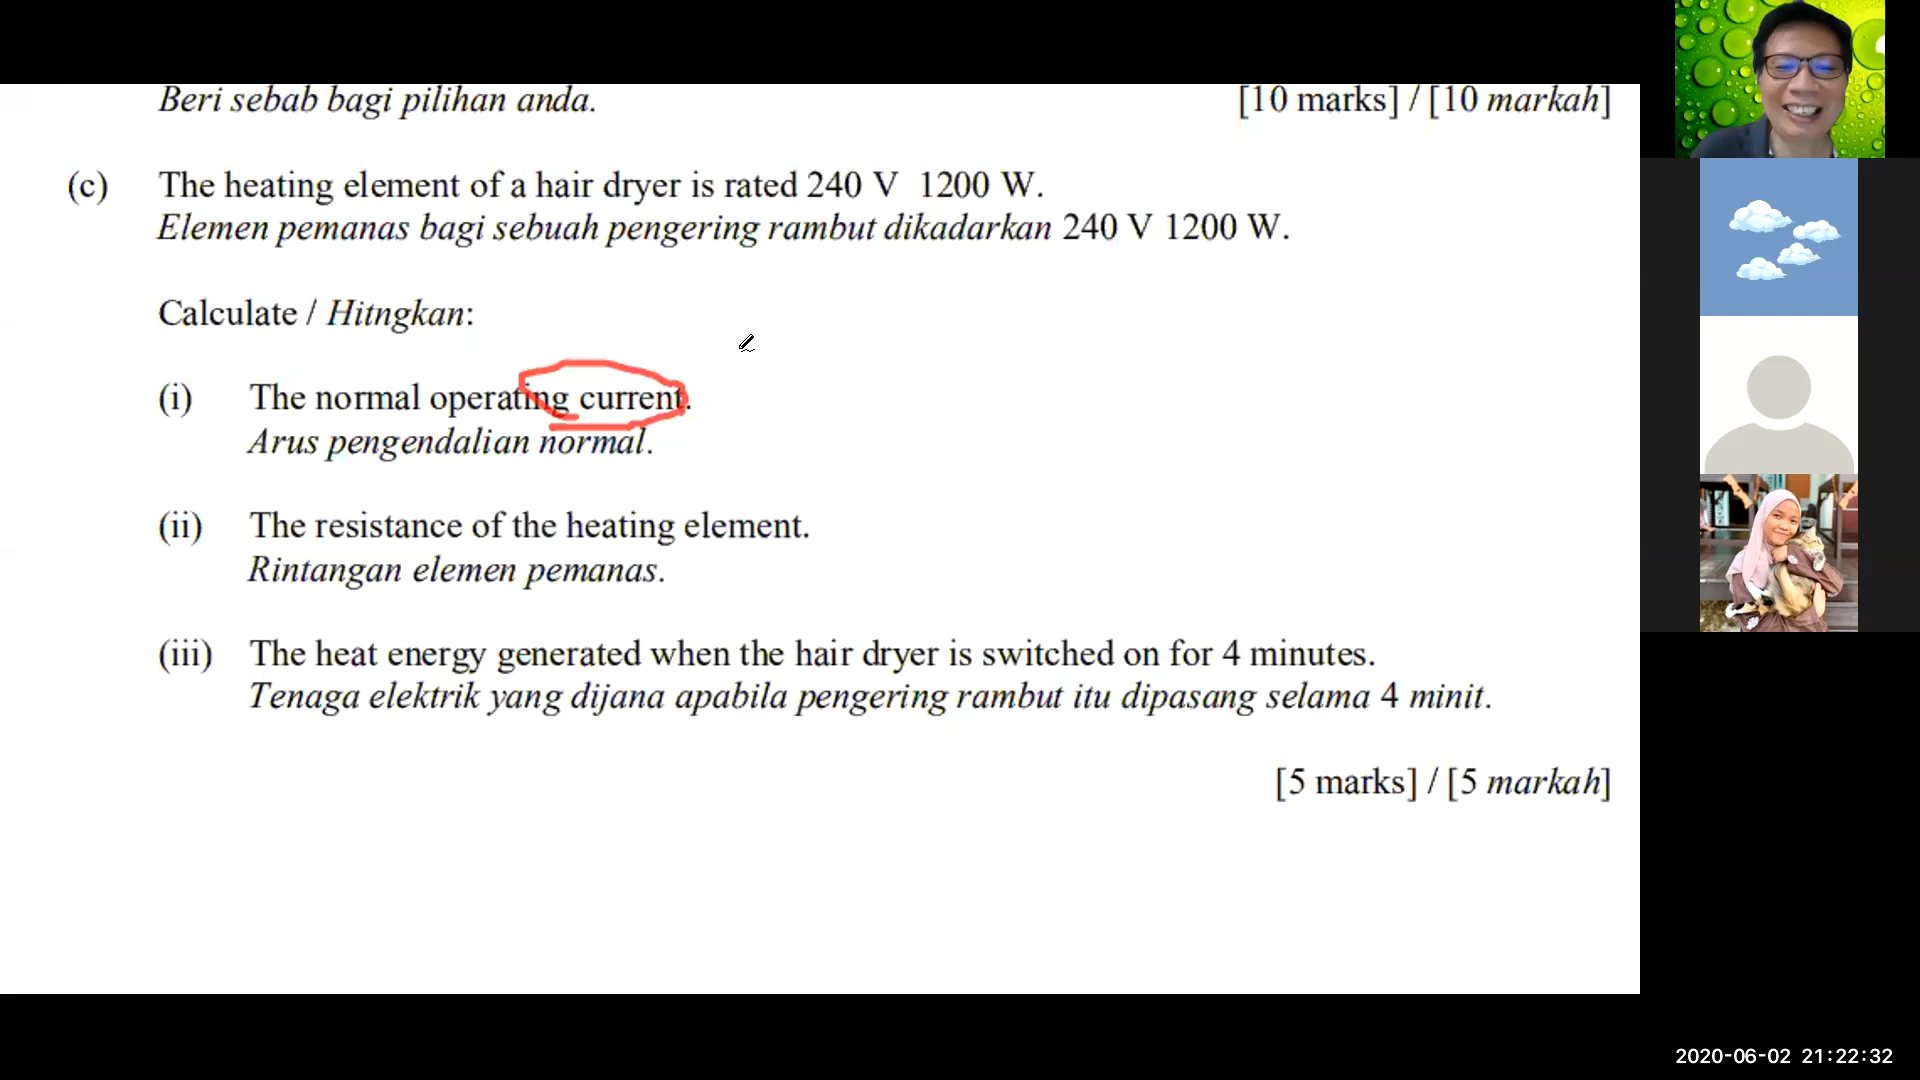 Beri sebab bagi pilihan anda. [10 marks] / [10 markah]
(c) The heating element of a hair dryer is rated 240 V 1200 W.
Elemen pemanas bagi sebuah pengering rambut dikadarkan 240 V 1200 W.
Calculate / Hitngkan:
(i) The normal operating current.
Arus pengendalian normal.
(ii) The resistance of the heating element.
Rintangan elemen pemanas.
(iii) The heat energy generated when the hair dryer is switched on for 4 minutes.
Tenaga elektrik yang dijana apabila pengering rambut itu dipasang selama 4 minit.
[5 marks] / [5 markah]
2020-06-02 21:22:32